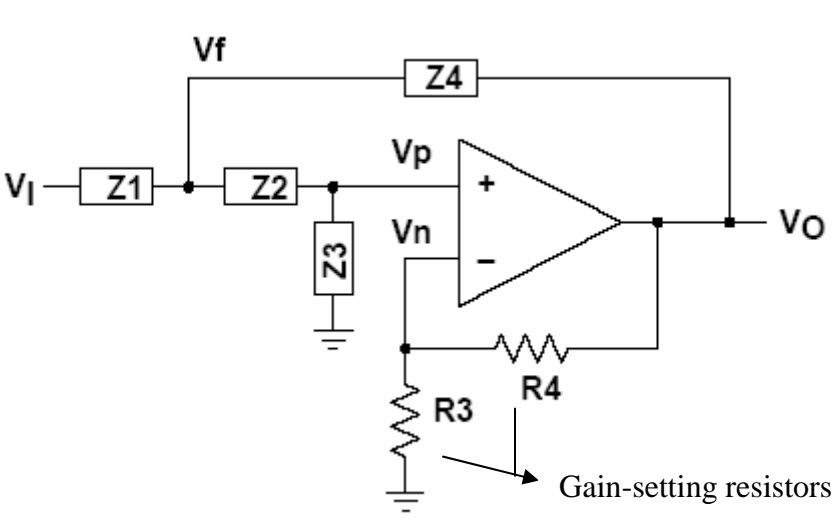 Vf
Z4
Vp
VI
Z1
Z2
+
Vn
Z3
−
VO
R4
R3
Gain-setting resistors